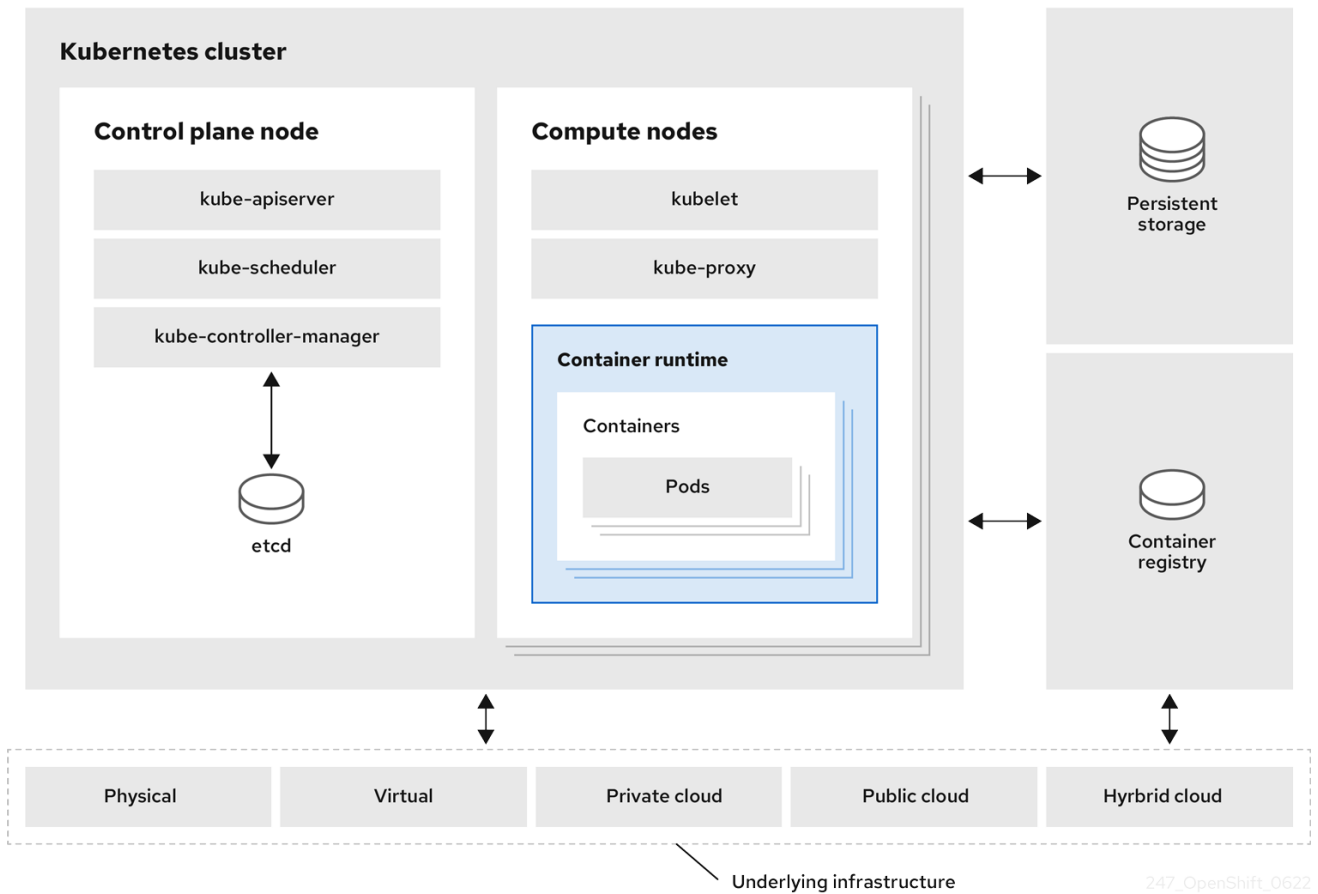 Kubernetes cluster
Control plane node
kube-apiserver
kube-scheduler
kube-controller-manager
etcd
Compute nodes
kubelet
kube-proxy
Container runtime
Containers
Pods
Persistent
storage
Container
registry
Physical
Virtual
Private cloud
Public cloud
Hyrbrid cloud
Underlying infrastructure
247_OpenShift_0622